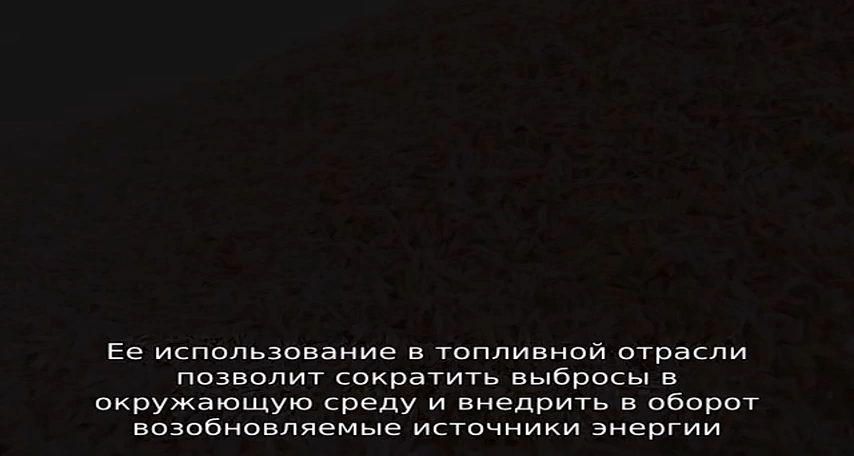 Ее использование в топливной отрасли
позволит сократить выбросы в
окружающую среду и внедрить в оборот
возобновляемые источники энергии